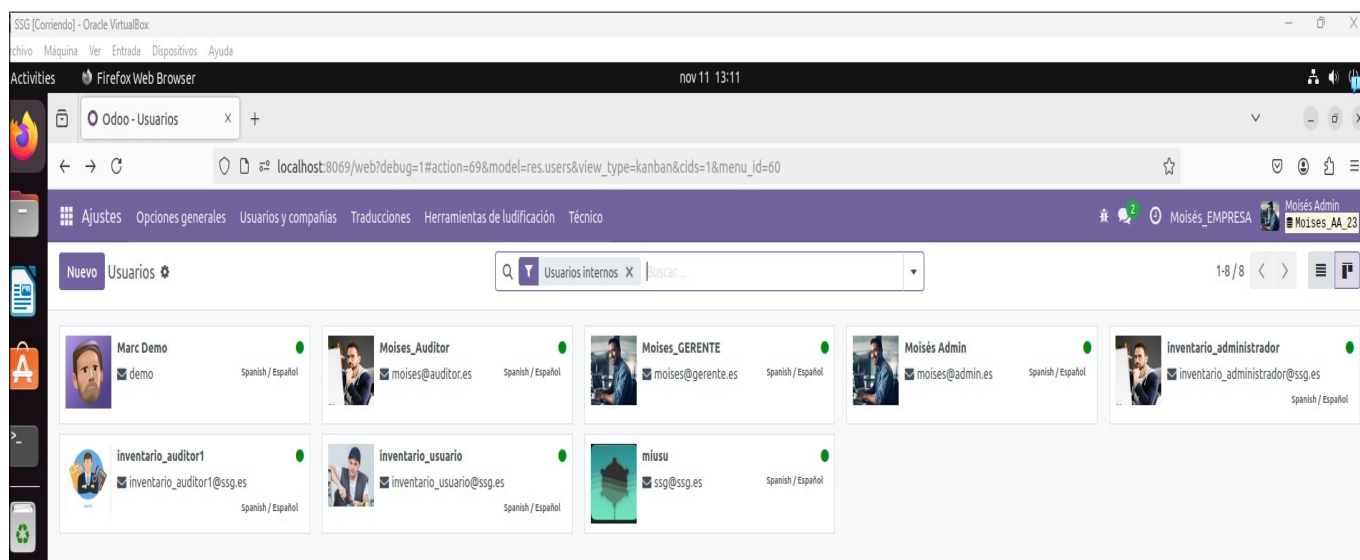 SSG [Corriendo] - Oracle VirtualBox
rchivo Máquina Ver Entrada Dispositivos Ayuda
Activities Firefox Web Browser nov 11 13:11
Odoo - Usuarios
localhost:8069/web?debug=1#action=69&model=res.users&view_type=kanban&cids=1&menu_id=60
Ajustes Opciones generales Usuarios y compañías Traducciones Herramientas de ludificación Técnico 2 Moisés_EMPRESA Moisés Admin
Moises_AA_23
Nuevo Usuarios Usuarios internos X Buscar... 1-8 / 8
Marc Demo Moises_Auditor Moises_GERENTE Moisés Admin inventario_administrador
demo Spanish / Español moises@auditor.es Spanish / Español moises@gerente.es Spanish / Español moises@admin.es Spanish / Español inventario_administrador@ssg.es
Spanish / Español
inventario_auditor1 inventario_usuario miusu
inventario_auditor1@ssg.es inventario_usuario@ssg.es ssg@ssg.es Spanish / Español
Spanish / Español Spanish / Español